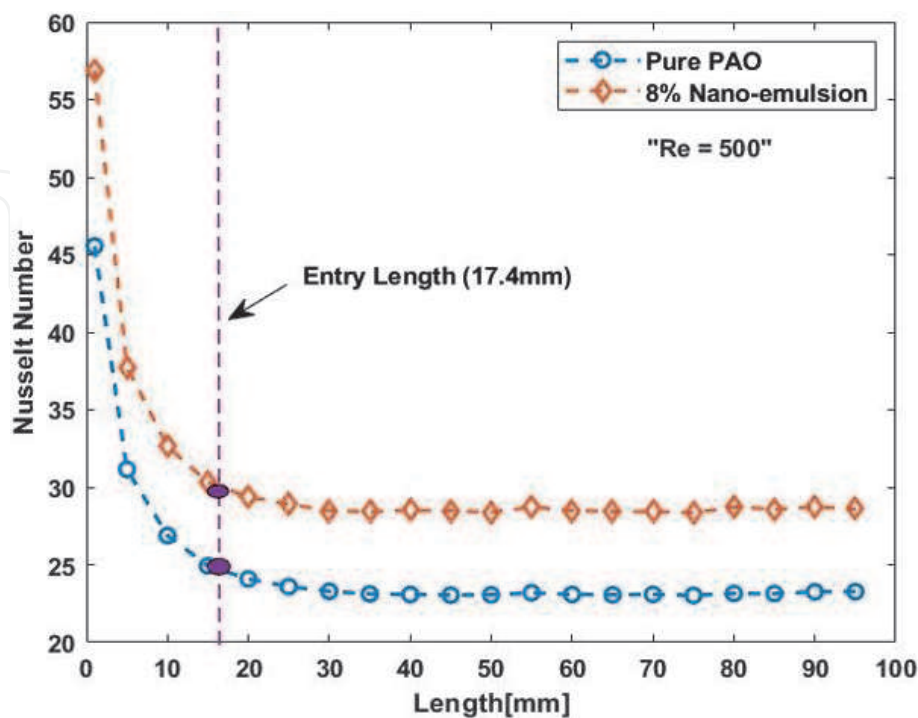 60
55
50
45
40
35
30
25
20
Nusselt Number
Pure PAO
8% Nano-emulsion
"Re = 500"
Entry Length (17.4mm)
0 10 20 30 40 50 60 70 80 90 100
Length[mm]